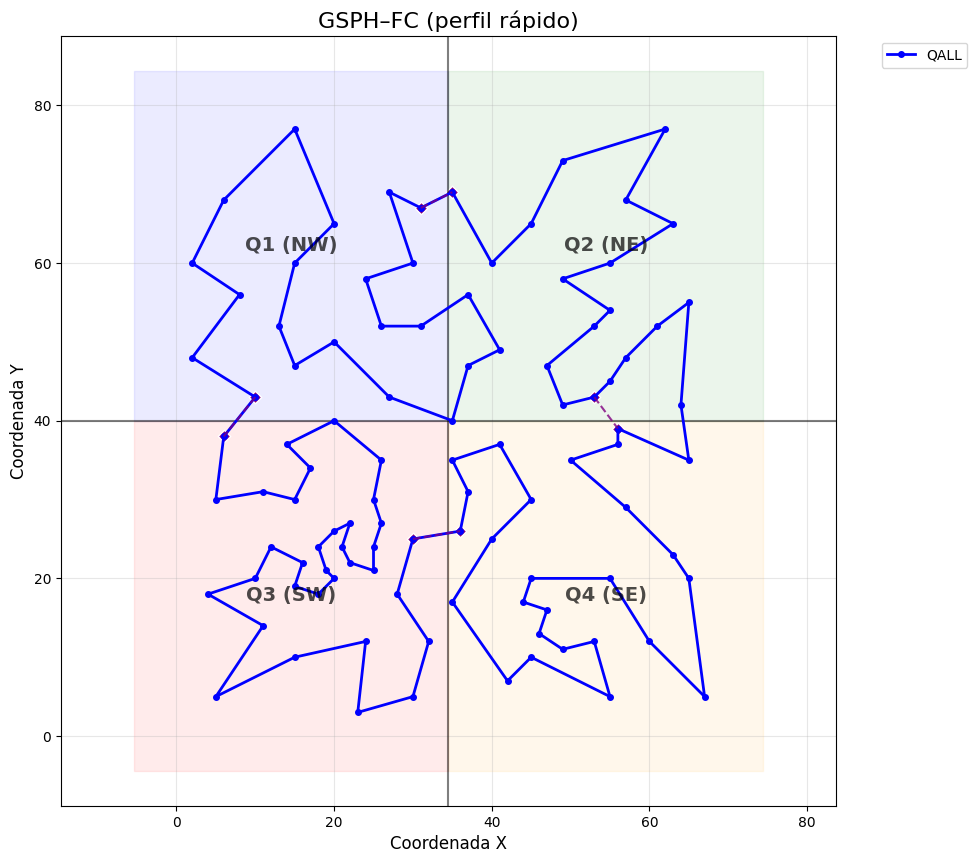 GSPH–FC (perfil rápido)
QALL
80
60
40
20
0
Coordenada Y
Q1 (NW)
Q2 (NE)
Q3 (SW)
Q4 (SE)
0
20
40
60
80
Coordenada X